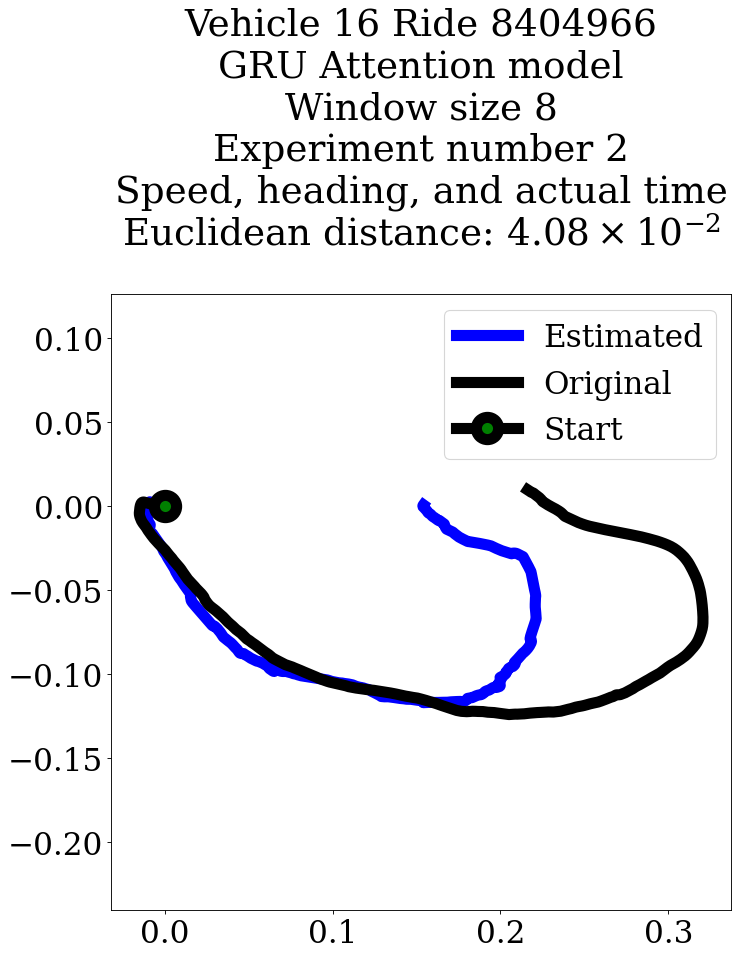 Vehicle 16 Ride 8404966
GRU Attention model
Window size 8
Experiment number 2
Speed, heading, and actual time
Euclidean distance: 4.08 × 10⁻²
Estimated
Original
Start
0.10
0.05
0.00
−0.05
−0.10
−0.15
−0.20
0.0 0.1 0.2 0.3